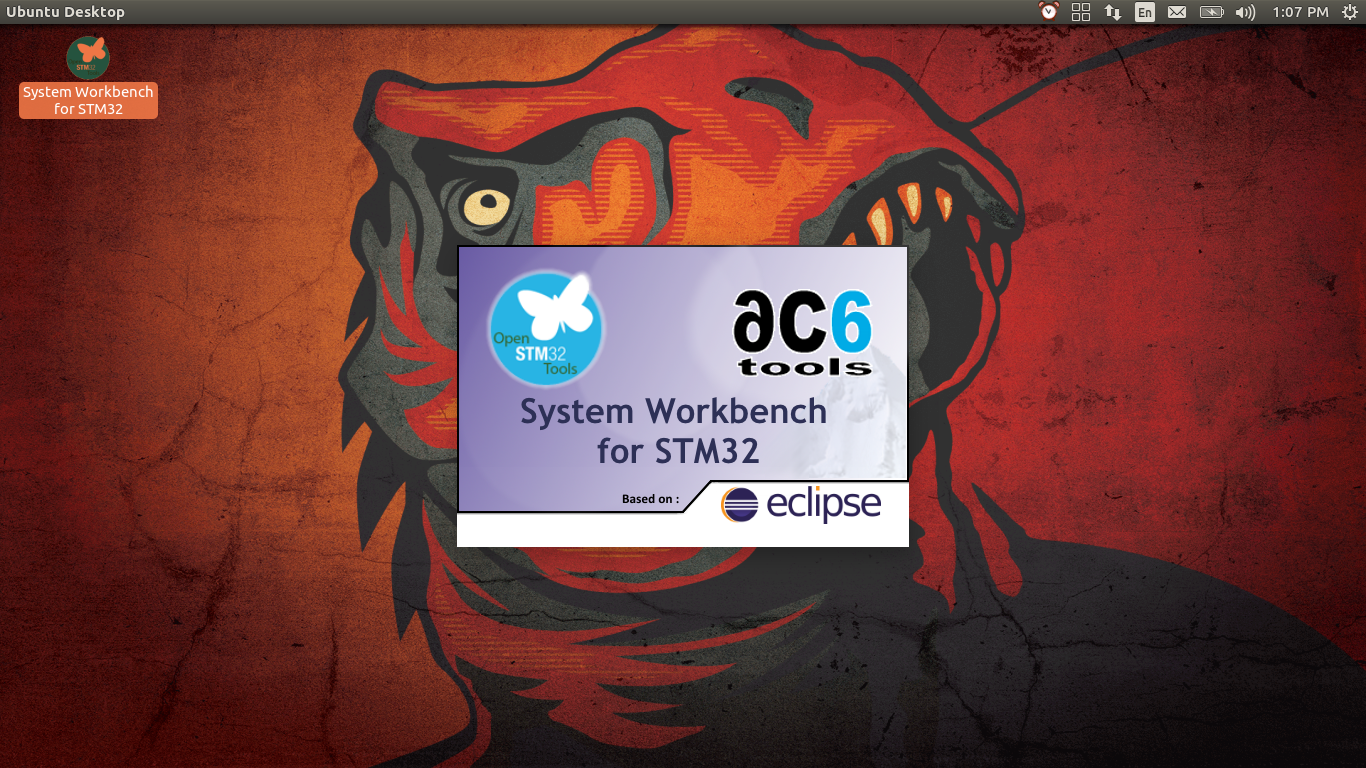 Ubuntu Desktop
En
1:07 PM
STM32
System Workbench
for STM32
Open
STM32
Tools
ac6
tools
System Workbench
for STM32
Based on :
eclipse